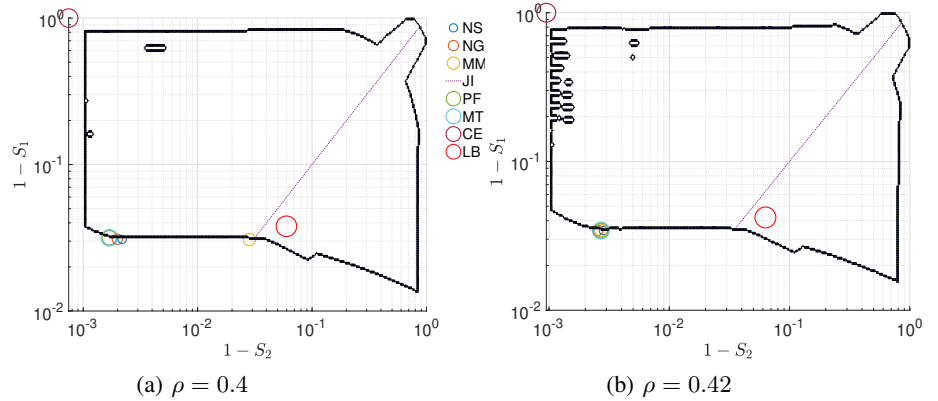 10^0
10^-1
10^-2
1 − S_1
10^-3
10^-2
10^-1
10^0
1 − S_2
NS
NG
MM
JI
PF
MT
CE
LB
10^0
10^-1
10^-2
1 − S_1
10^-3
10^-2
10^-1
10^0
1 − S_2
(a) ρ = 0.4
(b) ρ = 0.42